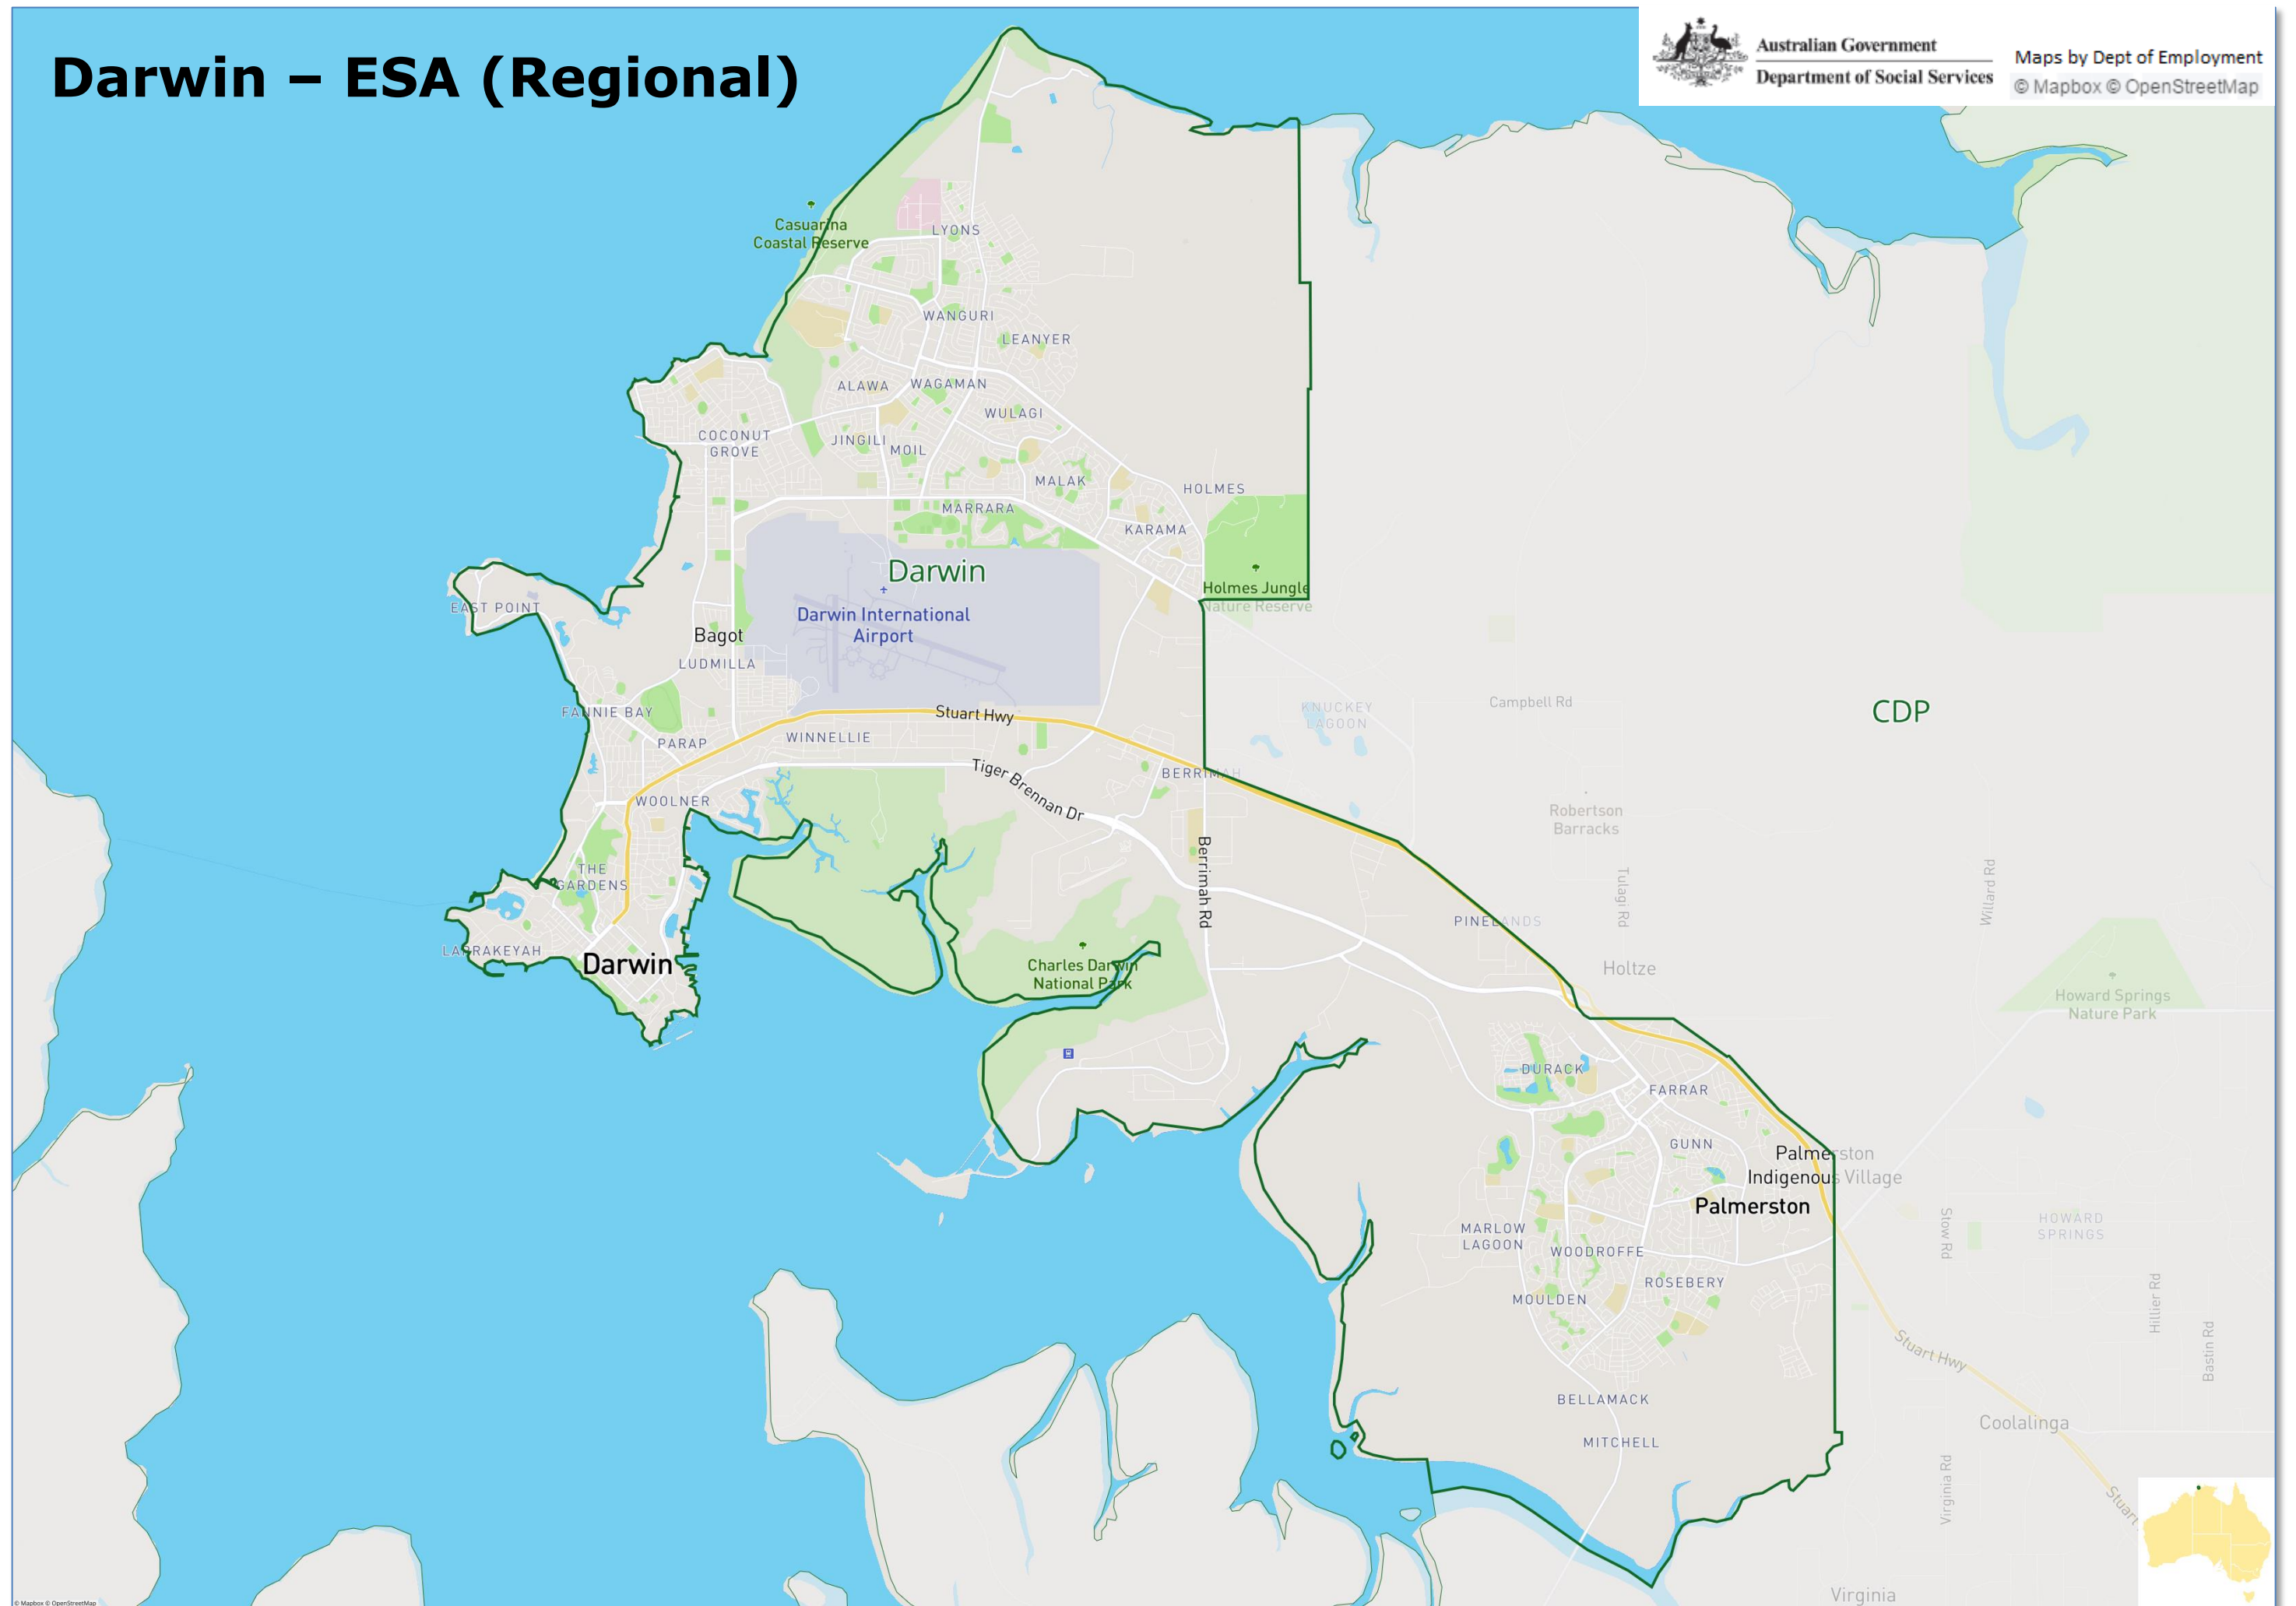 Darwin – ESA (Regional)
Australian Government
Department of Social Services
Maps by Dept of Employment
© Mapbox © OpenStreetMap
Casuarina
Coastal Reserve
LYONS
WANGURI
LEANYER
ALAWA
WAGAMAN
WULAGI
COCONUT
GROVE
JINGILI
MOIL
MALAK
HOLMES
MARRARA
KARAMA
Darwin
Holmes Jungle
Nature Reserve
EAST POINT
Darwin International
Airport
Bagot
LUDMILLA
FANNIE BAY
Stuart Hwy
KNUCKEY
LAGOON
Campbell Rd
CDP
PARAP
WINNELLIE
Tiger Brennan Dr
BERRIMAH
WOOLNER
Robertson
Barracks
Berrimah Rd
THE
GARDENS
Tulagi Rd
Willard Rd
PINELANDS
LARRAKEYAH
Darwin
Charles Darwin
National Park
Holtze
Howard Springs
Nature Park
DURACK
FARRAR
GUNN
Palmerston
Indigenous Village
Palmerston
MARLOW
LAGOON
WOODROFFE
Stow Rd
HOWARD
SPRINGS
ROSEBERY
MOULDEN
Hillier Rd
Stuart Hwy
Bastin Rd
BELLAMACK
MITCHELL
Coolalinga
Virginia Rd
Stuart
Virginia
© Mapbox © OpenStreetMap